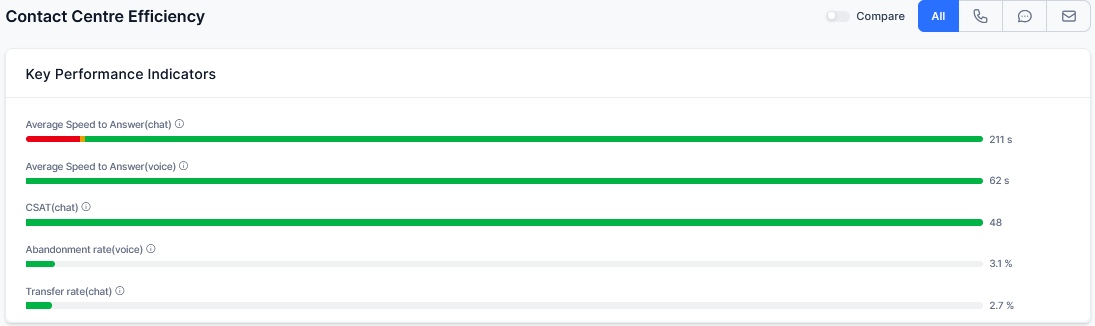 Contact Centre Efficiency
Compare
All
Key Performance Indicators
Average Speed to Answer(chat)
211 s
Average Speed to Answer(voice)
62 s
CSAT(chat)
48
Abandonment rate(voice)
3.1 %
Transfer rate(chat)
2.7 %